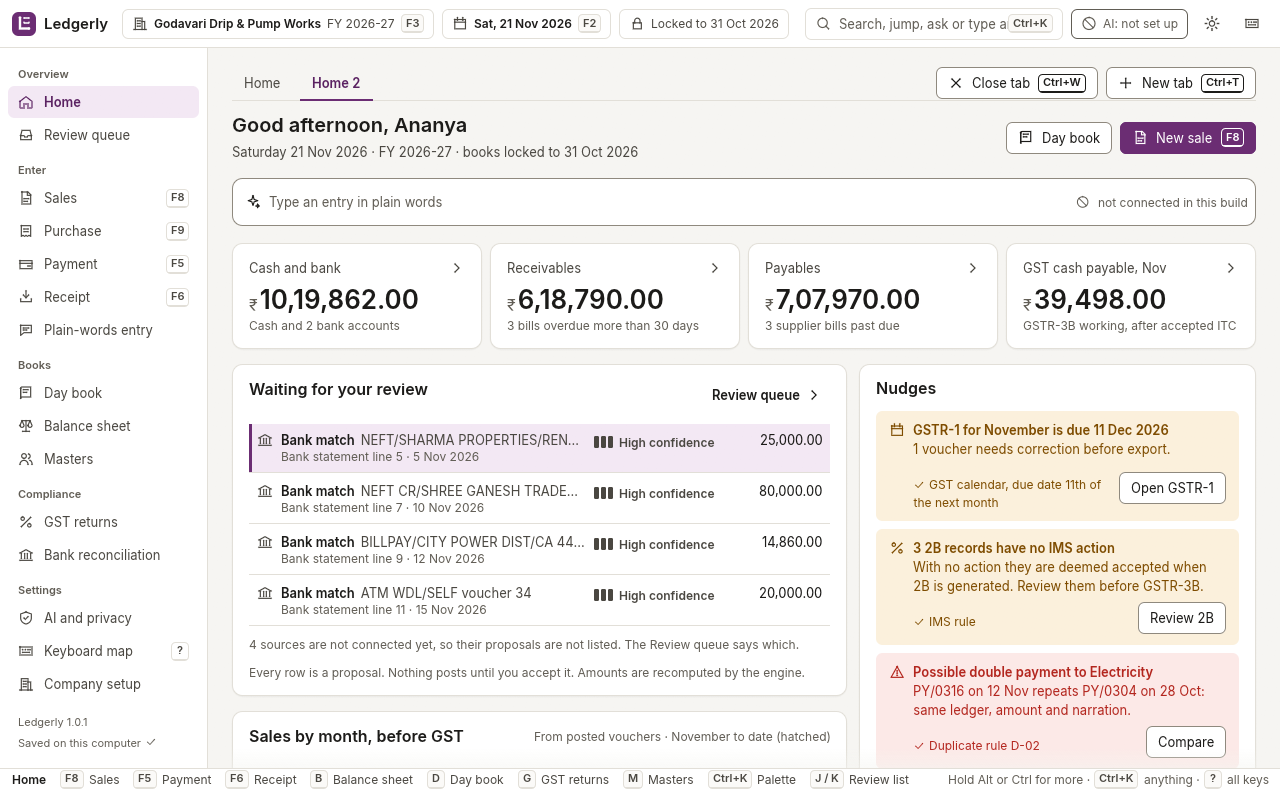 Ledgerly
Godavari Drip & Pump Works FY 2026-27 F3
Sat, 21 Nov 2026 F2
Locked to 31 Oct 2026
Search, jump, ask or type a Ctrl+K
AI: not set up
Overview
Home
Review queue
Enter
Sales F8
Purchase F9
Payment F5
Receipt F6
Plain-words entry
Books
Day book
Balance sheet
Masters
Compliance
GST returns
Bank reconciliation
Settings
AI and privacy
Keyboard map ?
Company setup
Ledgerly 1.0.1
Saved on this computer
Home
Home 2
Close tab Ctrl+W
New tab Ctrl+T
Good afternoon, Ananya
Saturday 21 Nov 2026 · FY 2026-27 · books locked to 31 Oct 2026
Day book
New sale F8
Type an entry in plain words
not connected in this build
Cash and bank
₹10,19,862.00
Cash and 2 bank accounts
Receivables
₹6,18,790.00
3 bills overdue more than 30 days
Payables
₹7,07,970.00
3 supplier bills past due
GST cash payable, Nov
₹39,498.00
GSTR-3B working, after accepted ITC
Waiting for your review
Review queue
Bank match NEFT/SHARMA PROPERTIES/REN... High confidence 25,000.00
Bank statement line 5 · 5 Nov 2026
Bank match NEFT CR/SHREE GANESH TRADE... High confidence 80,000.00
Bank statement line 7 · 10 Nov 2026
Bank match BILLPAY/CITY POWER DIST/CA 44... High confidence 14,860.00
Bank statement line 9 · 12 Nov 2026
Bank match ATM WDL/SELF voucher 34 High confidence 20,000.00
Bank statement line 11 · 15 Nov 2026
4 sources are not connected yet, so their proposals are not listed. The Review queue says which.
Every row is a proposal. Nothing posts until you accept it. Amounts are recomputed by the engine.
Sales by month, before GST
From posted vouchers · November to date (hatched)
Nudges
GSTR-1 for November is due 11 Dec 2026
1 voucher needs correction before export.
GST calendar, due date 11th of
the next month
Open GSTR-1
3 2B records have no IMS action
With no action they are deemed accepted when
2B is generated. Review them before GSTR-3B.
IMS rule
Review 2B
Possible double payment to Electricity
PY/0316 on 12 Nov repeats PY/0304 on 28 Oct:
same ledger, amount and narration.
Duplicate rule D-02
Compare
Home F8 Sales F5 Payment F6 Receipt B Balance sheet D Day book G GST returns M Masters Ctrl+K Palette J / K Review list
Hold Alt or Ctrl for more · Ctrl+K anything · ? all keys